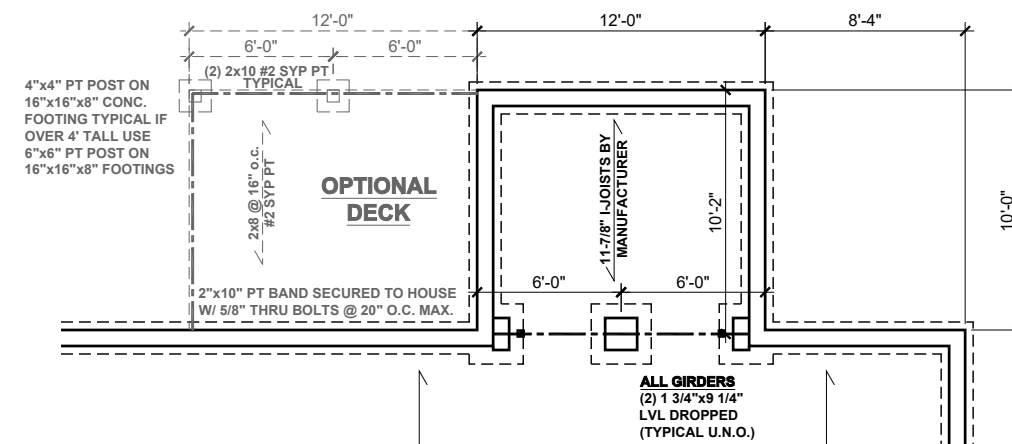 12'-0"
12'-0"
8'-4"
6'-0"
6'-0"
(2) 2x10 #2 SYP PT
TYPICAL
4"x4" PT POST ON
16"x16"x8" CONC.
FOOTING TYPICAL IF
OVER 4' TALL USE
6"x6" PT POST ON
16"x16"x8" FOOTINGS
2x8 @ 16" o.c.
#2 SYP PT
OPTIONAL
DECK
11-7/8" I-JOISTS BY
MANUFACTURER
10'-2"
10'-0"
6'-0"
6'-0"
2"x10" PT BAND SECURED TO HOUSE
W/ 5/8" THRU BOLTS @ 20" O.C. MAX.
ALL GIRDERS
(2) 1 3/4"x9 1/4"
LVL DROPPED
(TYPICAL U.N.O.)